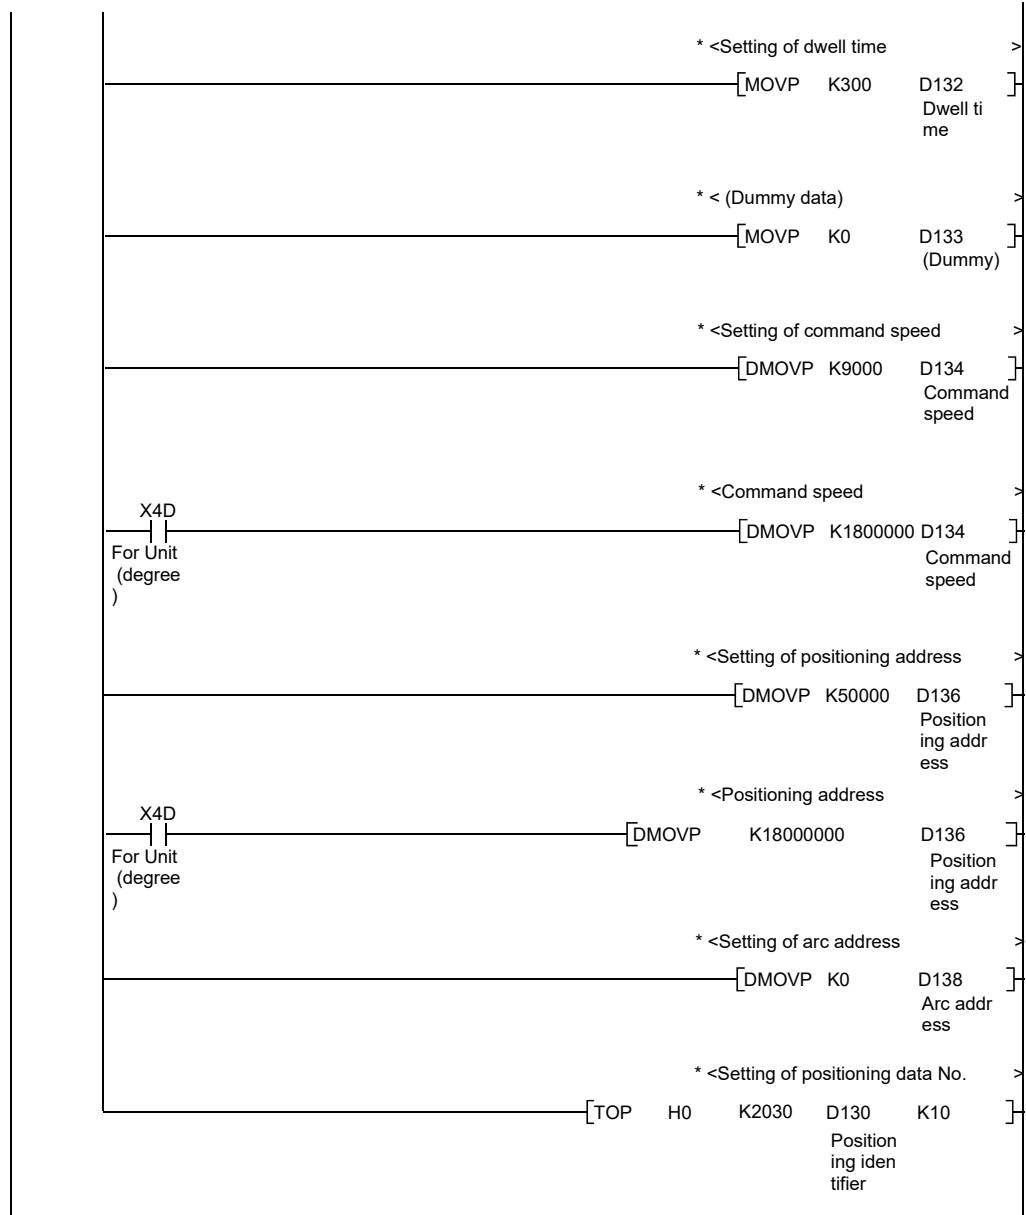 * <Setting of dwell time >
[MOVP K300 D132 ]
Dwell ti
me
* < (Dummy data) >
[MOVP K0 D133 ]
(Dummy)
* <Setting of command speed >
[DMOVP K9000 D134 ]
Command
speed
* <Command speed >
X4D
[DMOVP K1800000 D134 ]
For Unit
(degree
)
Command
speed
* <Setting of positioning address >
[DMOVP K50000 D136 ]
Position
ing addr
ess
* <Positioning address >
X4D
[DMOVP K18000000 D136 ]
For Unit
(degree
)
Position
ing addr
ess
* <Setting of arc address >
[DMOVP K0 D138 ]
Arc addr
ess
* <Setting of positioning data No. >
[TOP H0 K2030 D130 K10 ]
Position
ing iden
tifier